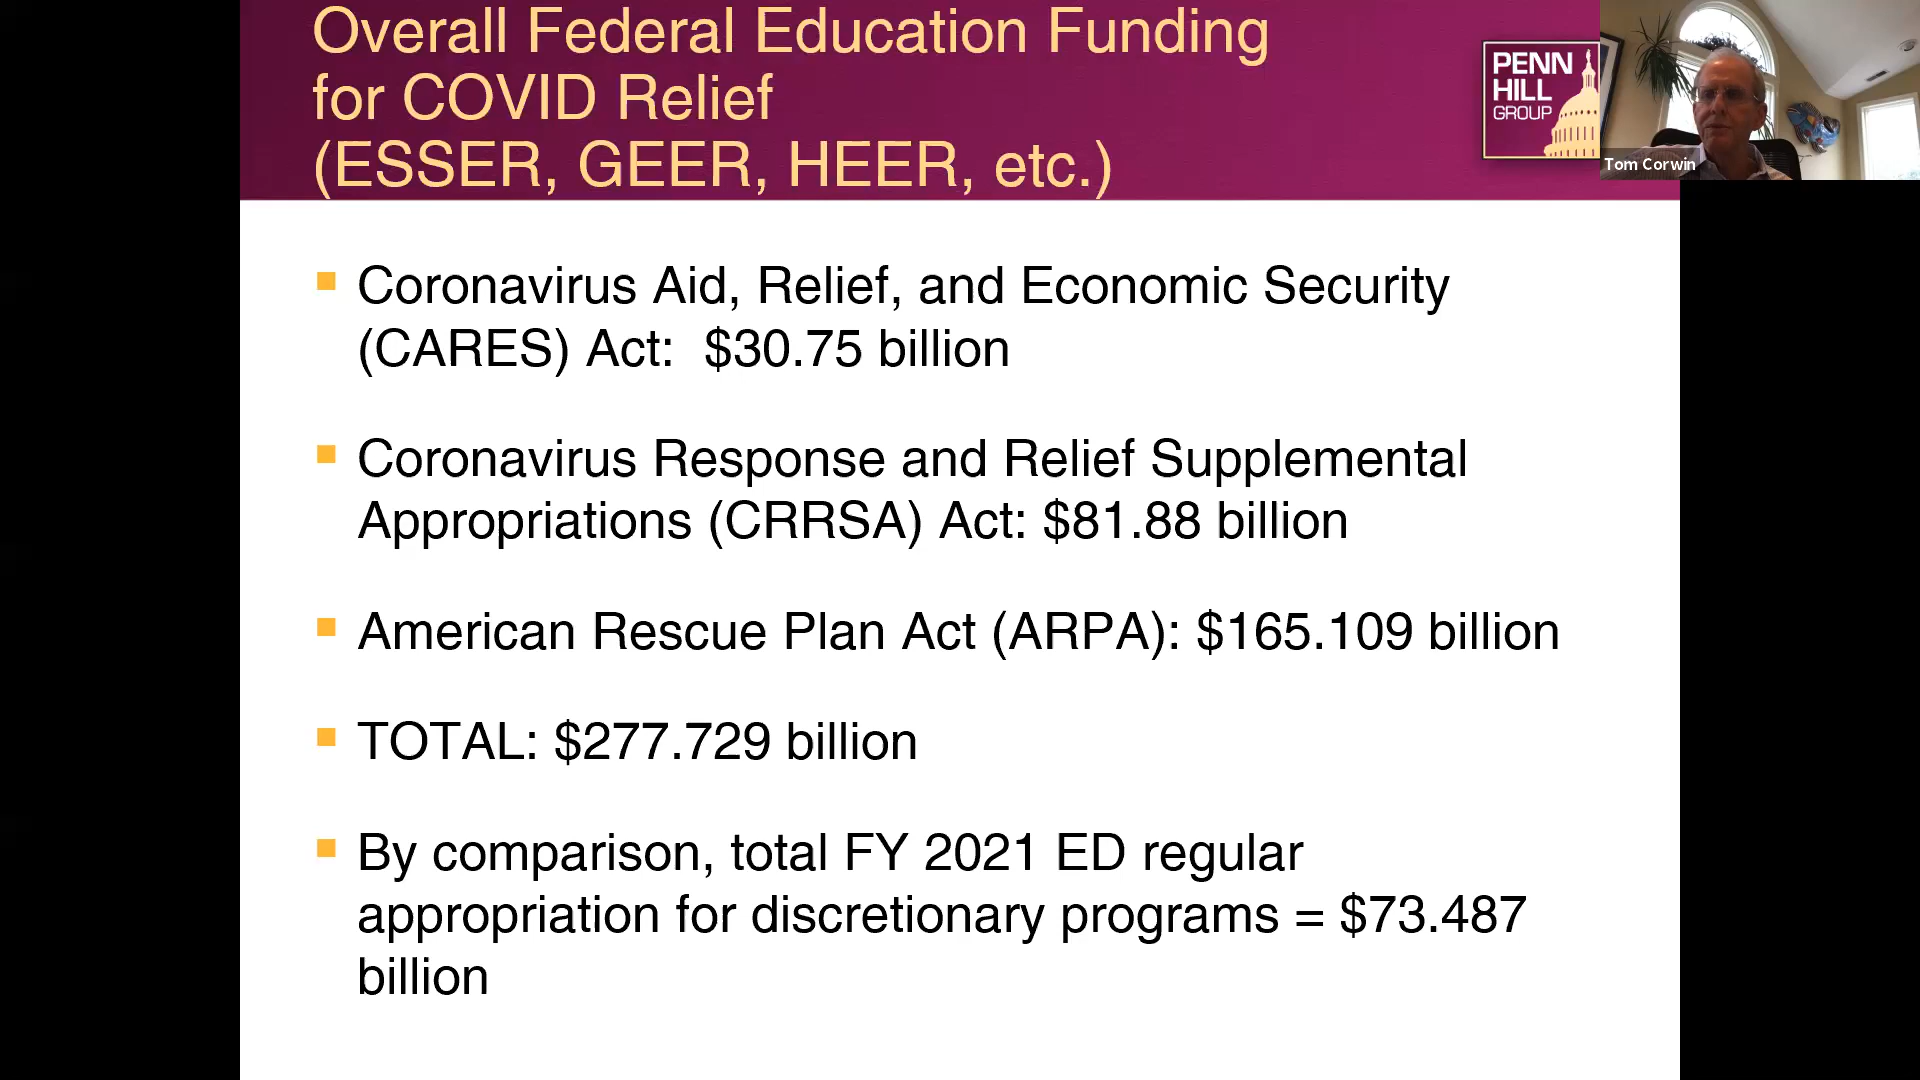 Overall Federal Education Funding
for COVID Relief
(ESSER, GEER, HEER, etc.)
PENN
HILL
GROUP
Tom Corwin
Coronavirus Aid, Relief, and Economic Security
(CARES) Act:  $30.75 billion
Coronavirus Response and Relief Supplemental
Appropriations (CRRSA) Act: $81.88 billion
American Rescue Plan Act (ARPA): $165.109 billion
TOTAL: $277.729 billion
By comparison, total FY 2021 ED regular
appropriation for discretionary programs = $73.487
billion